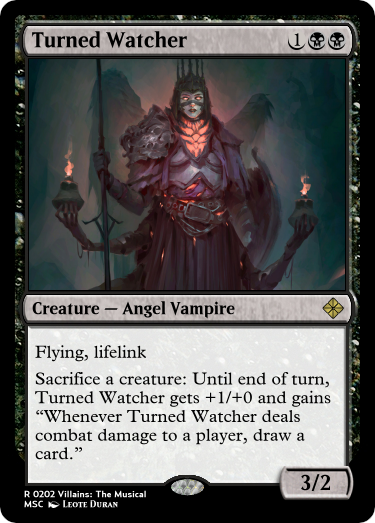 Turned Watcher 1
Creature — Angel Vampire
Flying, lifelink
Sacrifice a creature: Until end of turn,
Turned Watcher gets +1/+0 and gains
“Whenever Turned Watcher deals
combat damage to a player, draw a
card.”
3/2
R 0202 Villains: The Musical
MSC Leote Duran